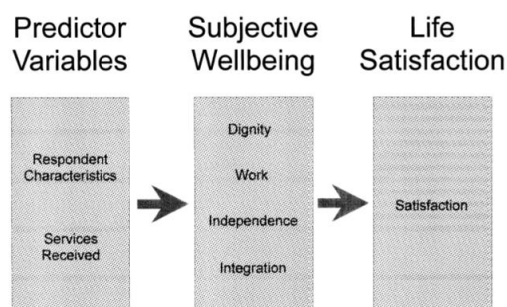 Predictor
Variables
Subjective
Wellbeing
Life
Satisfaction
Respondent
Characteristics
Services
Received
Dignity
Work
Independence
Integration
Satisfaction